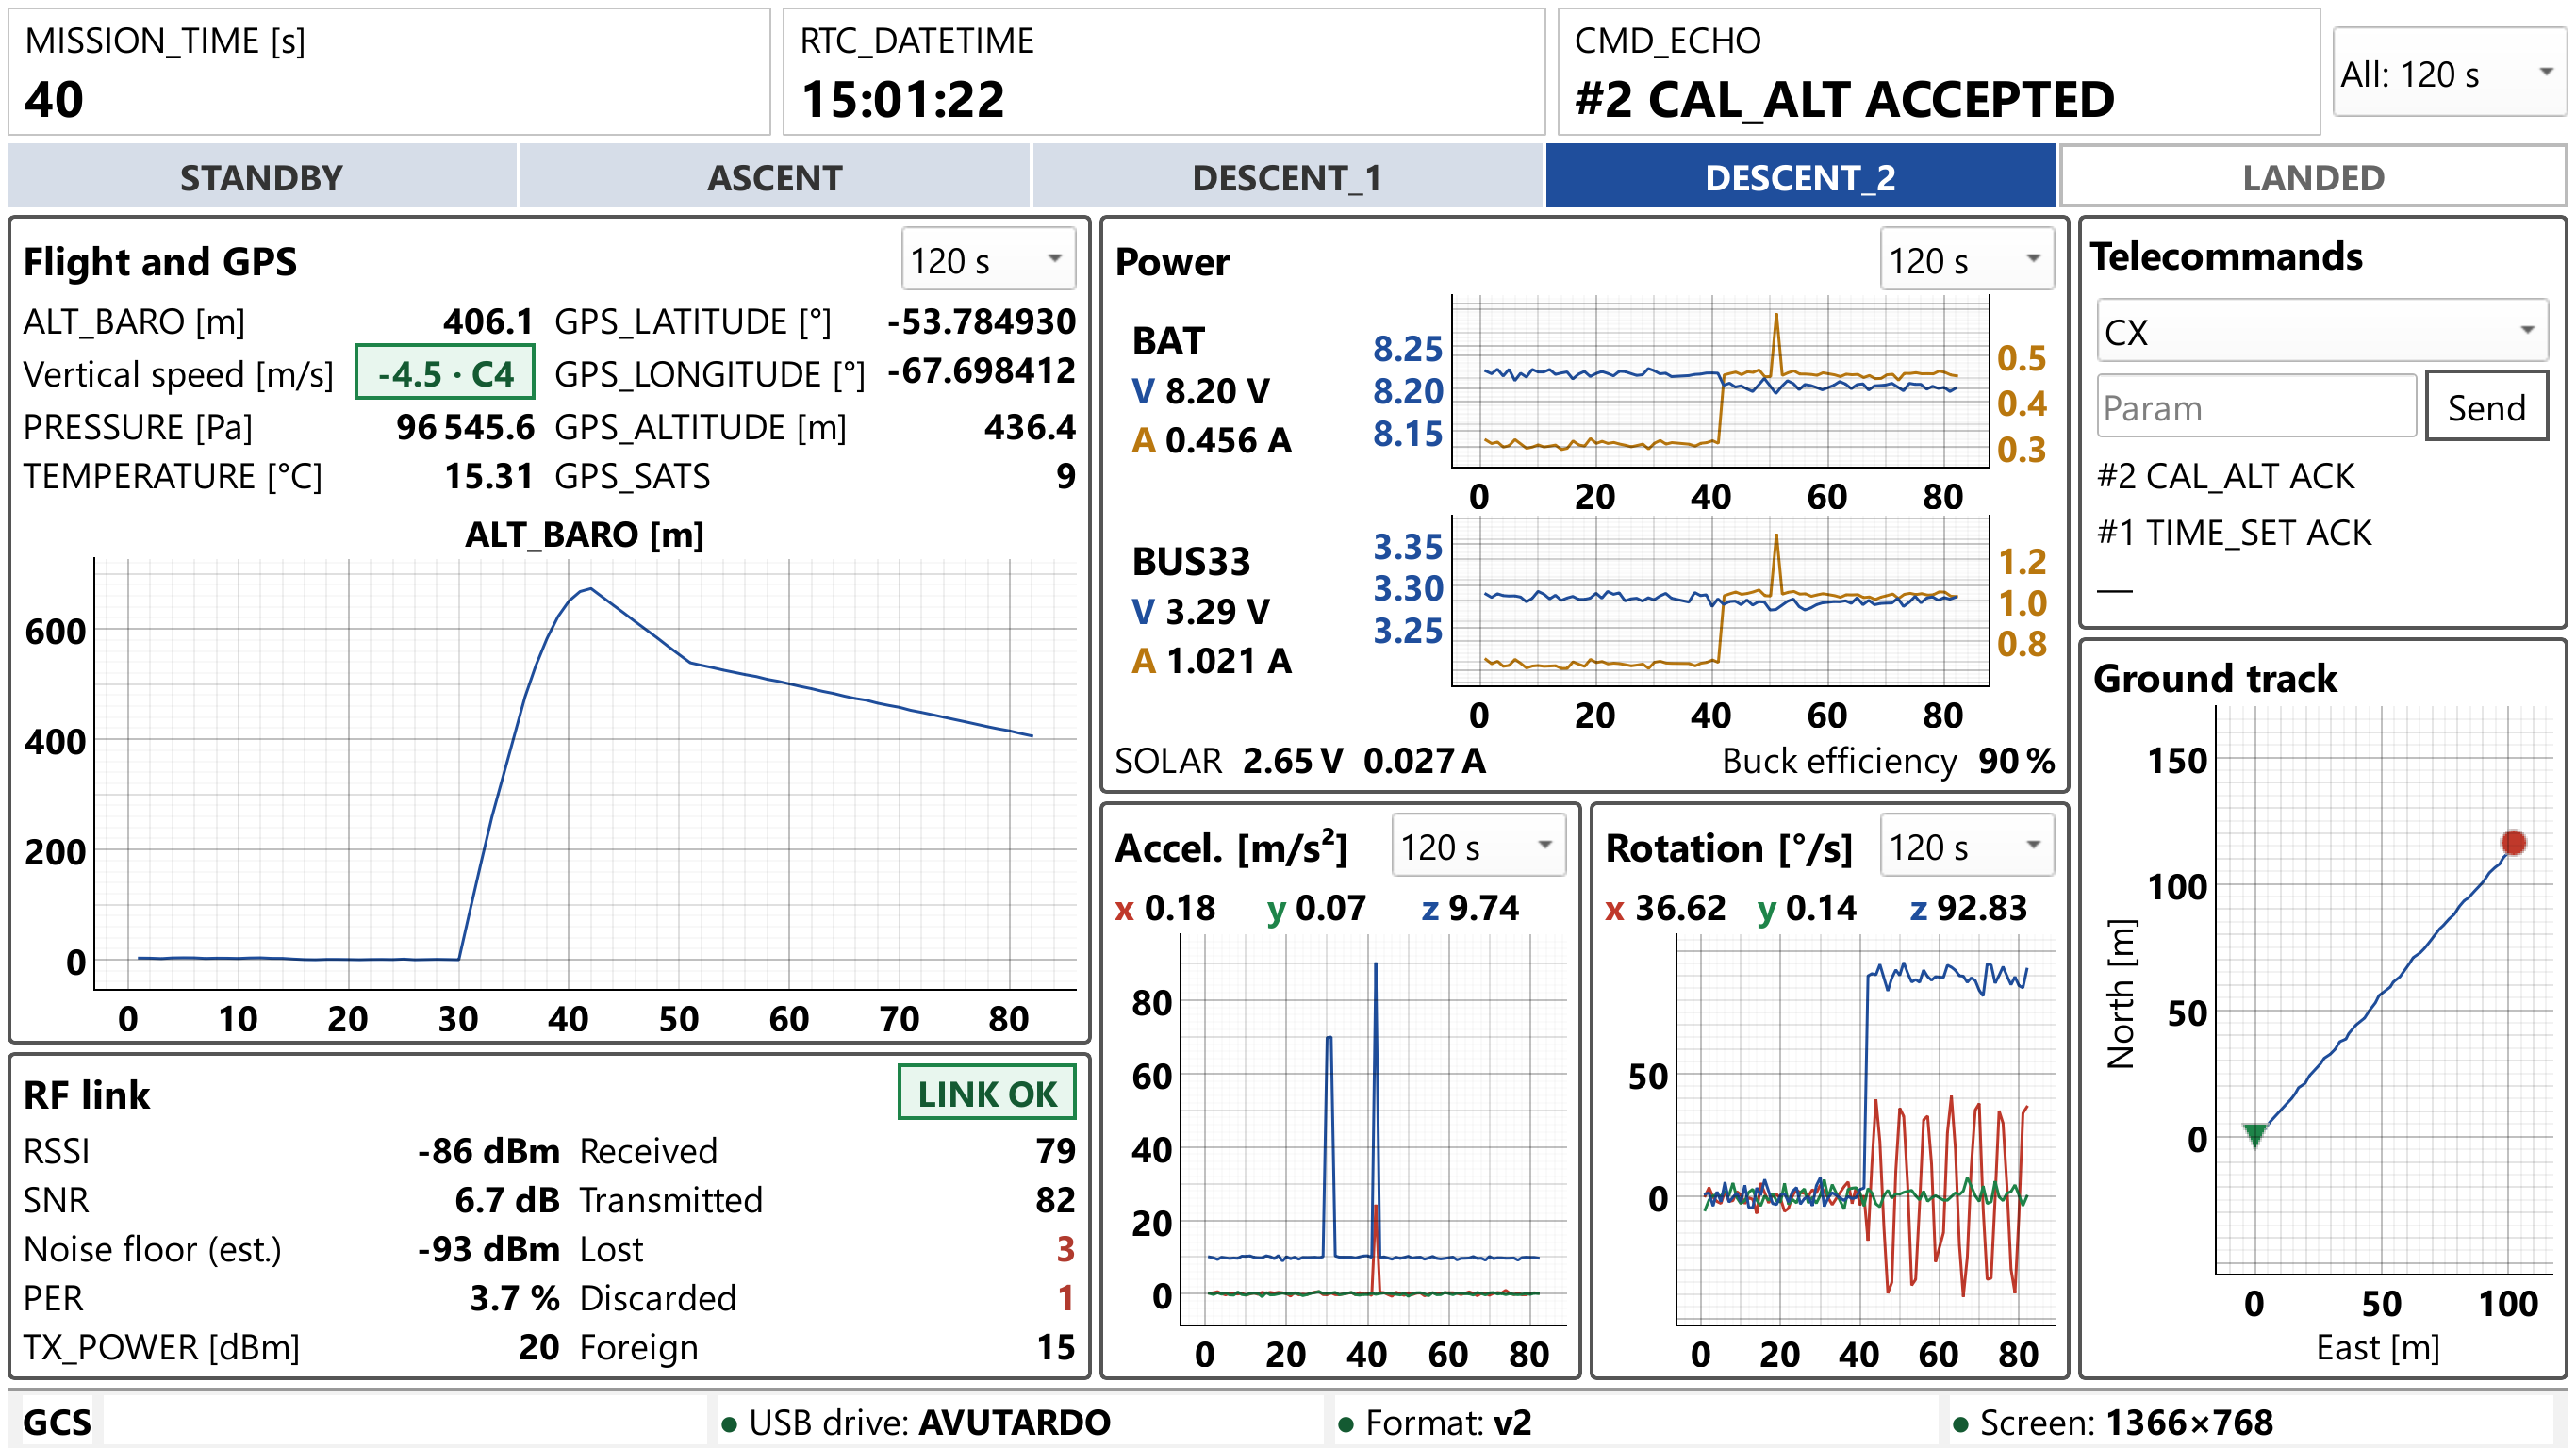 MISSION_TIME [s]
40
RTC_DATETIME
15:01:22
CMD_ECHO
#2 CAL_ALT ACCEPTED
All: 120 s
STANDBY
ASCENT
DESCENT_1
DESCENT_2
LANDED
Flight and GPS
120 s
ALT_BARO [m] 406.1 GPS_LATITUDE [°] -53.784930
Vertical speed [m/s] -4.5 · C4 GPS_LONGITUDE [°] -67.698412
PRESSURE [Pa] 96 545.6 GPS_ALTITUDE [m] 436.4
TEMPERATURE [°C] 15.31 GPS_SATS 9
ALT_BARO [m]
600
400
200
0
0 10 20 30 40 50 60 70 80
RF link
LINK OK
RSSI -86 dBm Received 79
SNR 6.7 dB Transmitted 82
Noise floor (est.) -93 dBm Lost 3
PER 3.7 % Discarded 1
TX_POWER [dBm] 20 Foreign 15
Power
120 s
BAT
V 8.20 V
A 0.456 A
8.25
8.20
8.15
0.5
0.4
0.3
0 20 40 60 80
BUS33
V 3.29 V
A 1.021 A
3.35
3.30
3.25
1.2
1.0
0.8
0 20 40 60 80
SOLAR 2.65 V 0.027 A
Buck efficiency 90 %
Accel. [m/s²]
120 s
x 0.18 y 0.07 z 9.74
80
60
40
20
0
0 20 40 60 80
Rotation [°/s]
120 s
x 36.62 y 0.14 z 92.83
50
0
0 20 40 60 80
Telecommands
CX
Param
Send
#2 CAL_ALT ACK
#1 TIME_SET ACK
—
Ground track
North [m]
150
100
50
0
0 50 100
East [m]
GCS
● USB drive: AVUTARDO
● Format: v2
● Screen: 1366×768